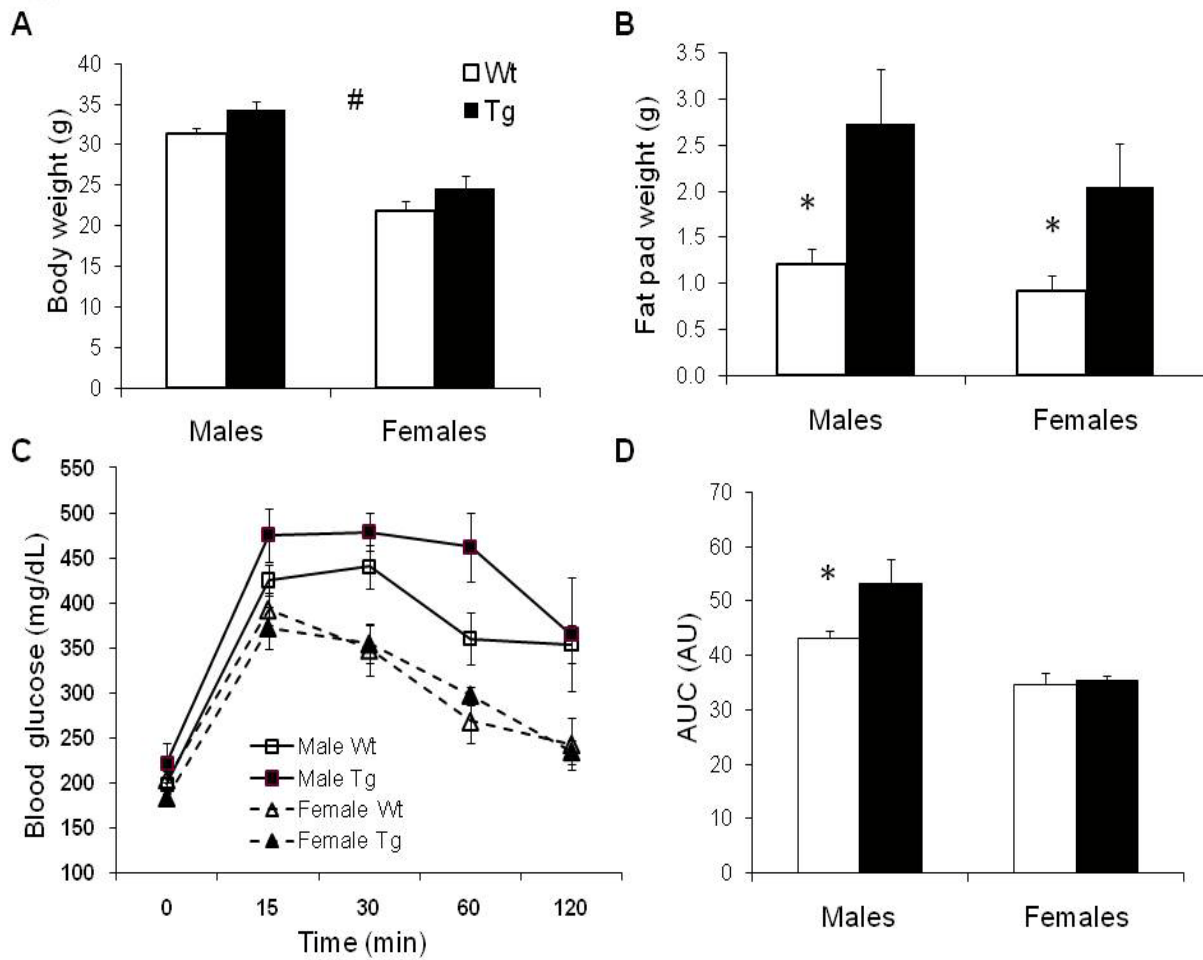 A
Body weight (g)
40
35
30
25
20
15
10
5
0
#
Wt
Tg
Males Females
B
Fat pad weight (g)
3.5
3.0
2.5
2.0
1.5
1.0
0.5
0.0
*
*
Males Females
C
Blood glucose (mg/dL)
550
500
450
400
350
300
250
200
150
100
Male Wt
Male Tg
Female Wt
Female Tg
0 15 30 60 120
Time (min)
D
AUC (AU)
70
60
50
40
30
20
10
0
*
Males Females